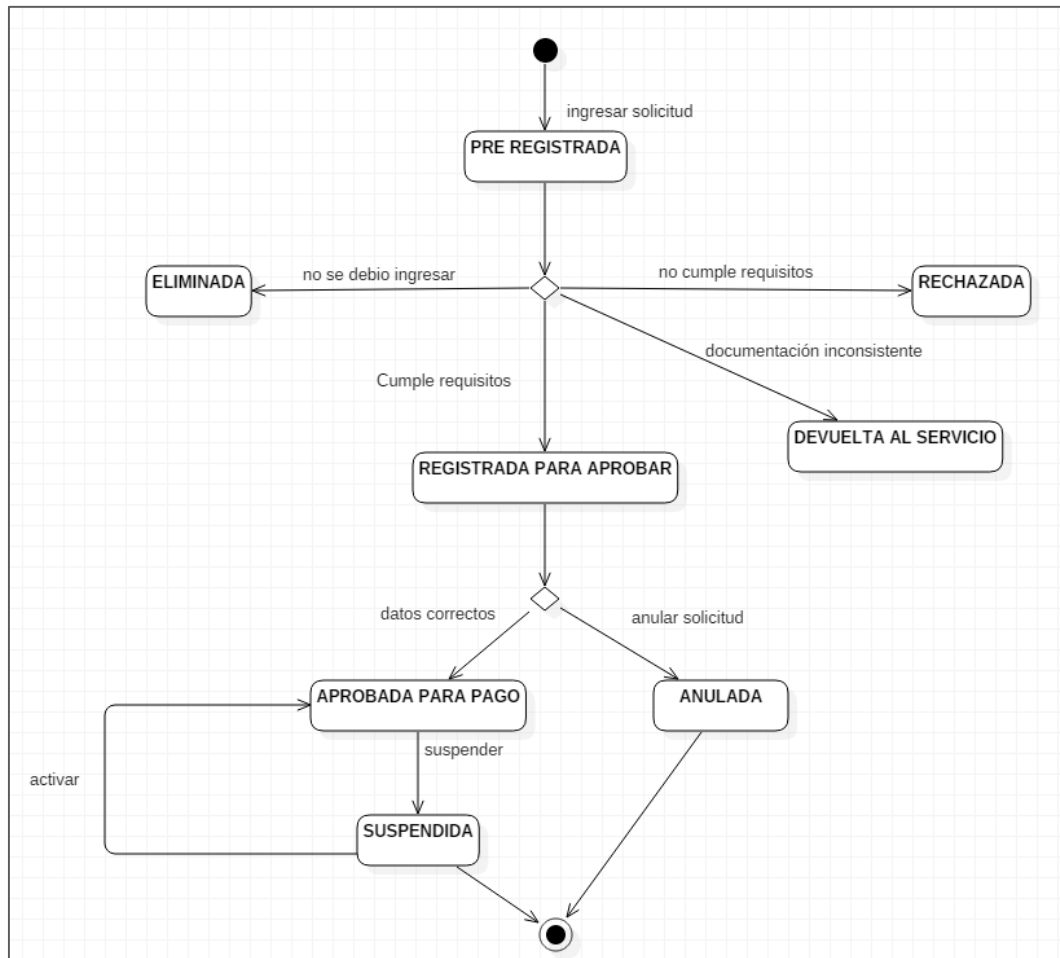 ingresar solicitud
PRE REGISTRADA
no se debio ingresar
no cumple requisitos
ELIMINADA
RECHAZADA
documentación inconsistente
Cumple requisitos
DEVUELTA AL SERVICIO
REGISTRADA PARA APROBAR
datos correctos
anular solicitud
APROBADA PARA PAGO
ANULADA
suspender
activar
SUSPENDIDA